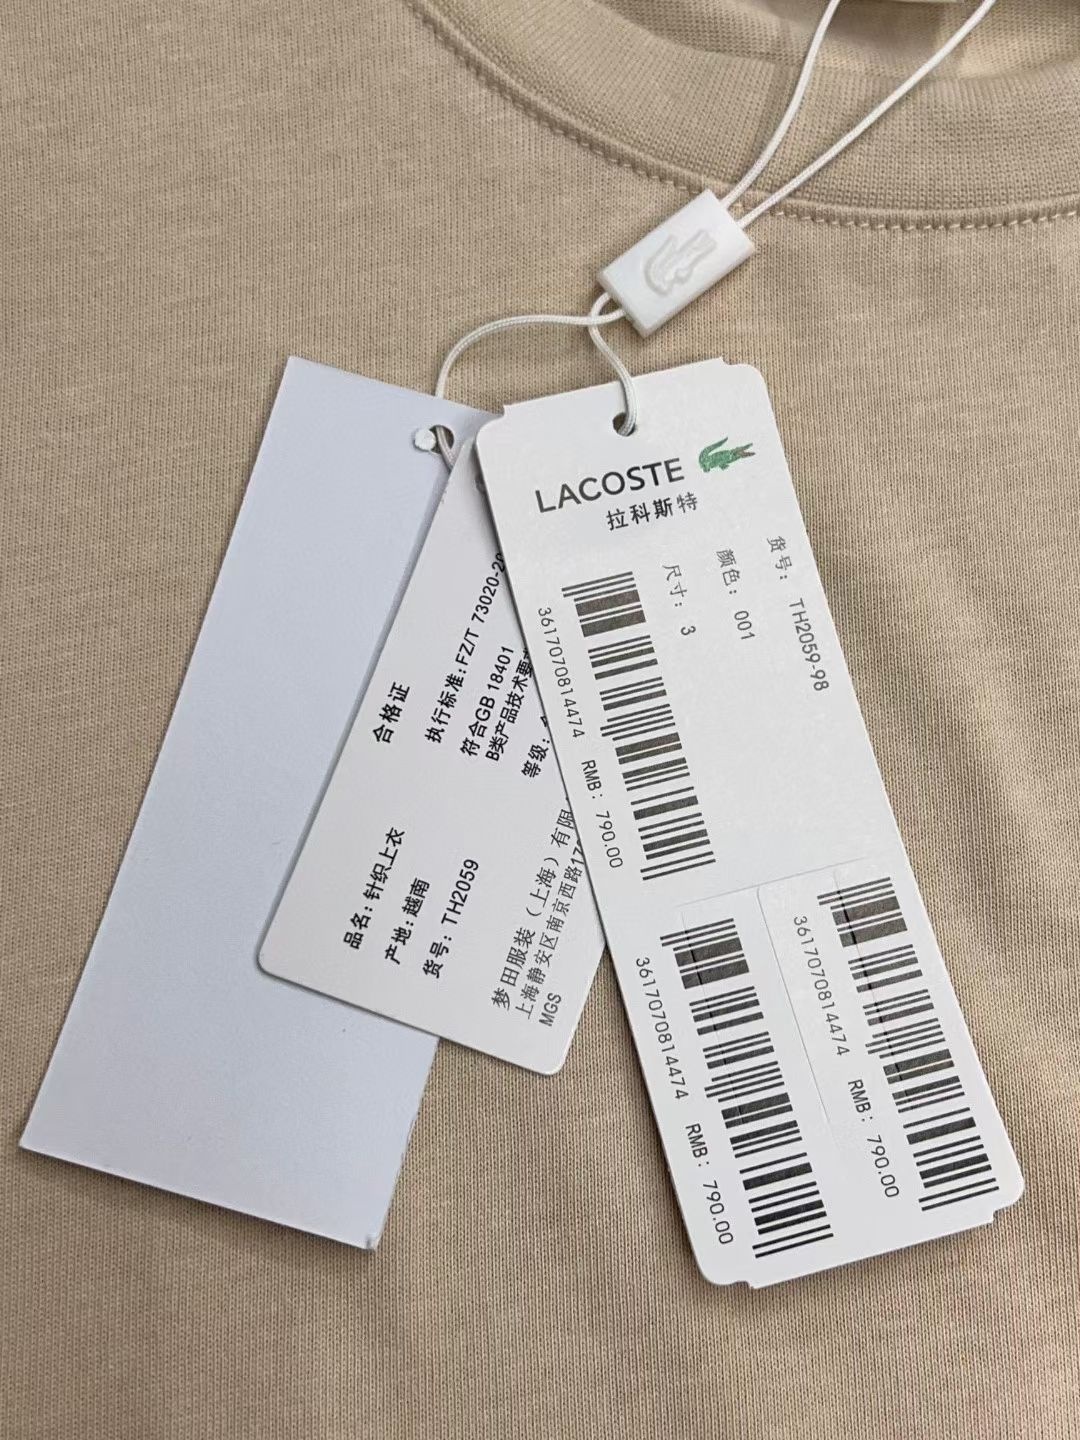 LACOSTE
拉科斯特
货号: TH2059-98
颜色: 001
尺寸: 3
3617070814474 RMB: 790.00
3617070814474 RMB: 790.00
3617070814474 RMB: 790.00
合格证
执行标准: FZ/T 73020-20
符合GB 18401
B类产品技术要
等级:
品名: 针织上衣
产地: 越南
货号: TH2059
梦田服装（上海）有限
上海静安区南京西路17
MGS